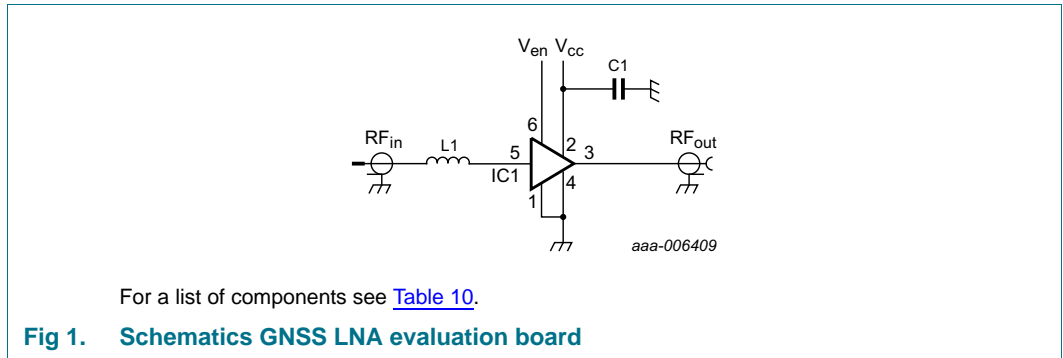 Ven Vcc
C1
6
RFin
L1
5
2
3
RFout
IC1
4
1
aaa-006409
For a list of components see Table 10.
Fig 1. Schematics GNSS LNA evaluation board